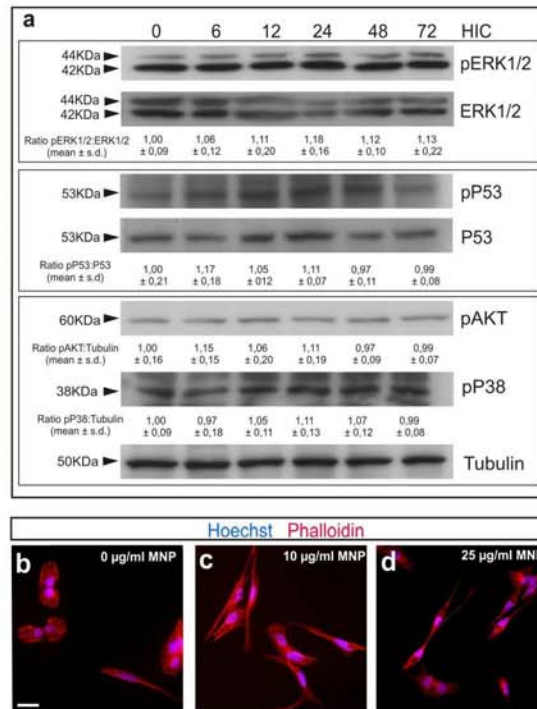 a
0 6 12 24 48 72 HIC
44KDa
42KDa
pERK1/2
44KDa
42KDa
ERK1/2
Ratio pERK1/2:ERK1/2 1,00 1,06 1,11 1,18 1,12 1,13
(mean ± s.d.) ± 0,09 ± 0,12 ± 0,20 ± 0,16 ± 0,10 ± 0,22
53KDa pP53
53KDa P53
Ratio pP53:P53 1,00 1,17 1,05 1,11 0,97 0,99
(mean ± s.d) ± 0,21 ± 0,18 ± 012 ± 0,07 ± 0,11 ± 0,08
60KDa pAKT
Ratio pAKT:Tubulin 1,00 1,15 1,06 1,11 0,97 0,99
(mean ± s.d.) ± 0,16 ± 0,15 ± 0,20 ± 0,19 ± 0,09 ± 0,07
38KDa pP38
Ratio pP38:Tubulin 1,00 0,97 1,05 1,11 1,07 0,99
(mean ± s.d.) ± 0,09 ± 0,18 ± 0,11 ± 0,13 ± 0,12 ± 0,08
50KDa Tubulin
Hoechst Phalloidin
b 0 µg/ml MNP c 10 µg/ml MNP d 25 µg/ml MNP